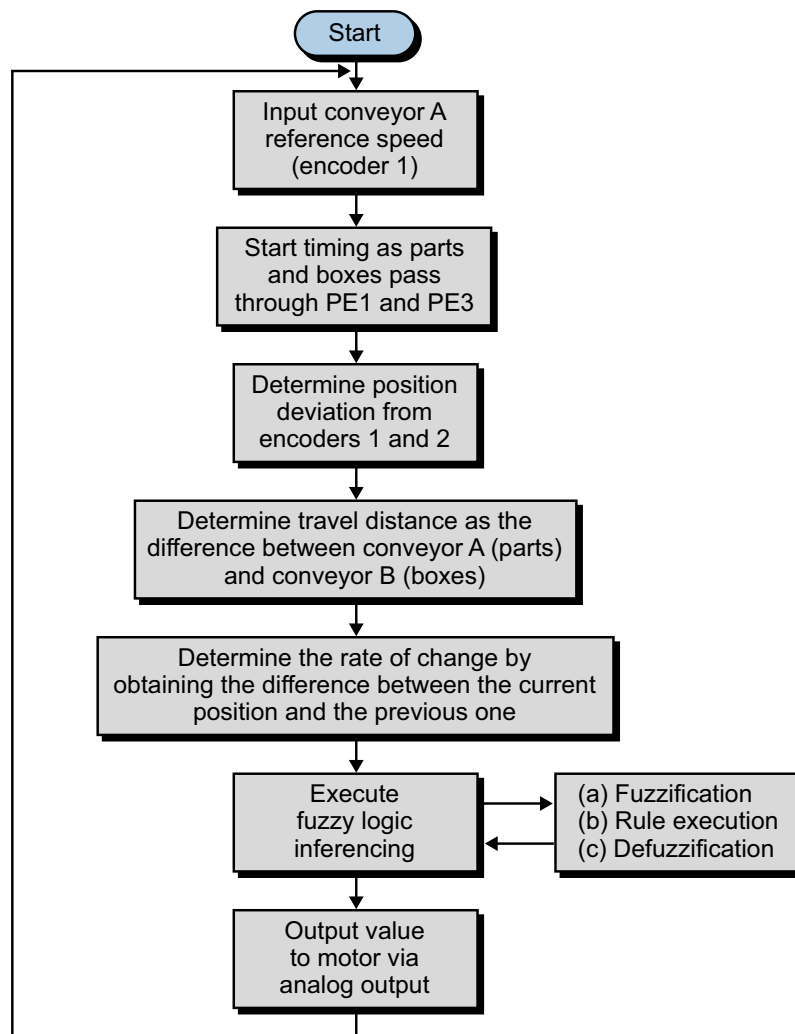 Start
Input conveyor A
reference speed
(encoder 1)
Start timing as parts
and boxes pass
through PE1 and PE3
Determine position
deviation from
encoders 1 and 2
Determine travel distance as the
difference between conveyor A (parts)
and conveyor B (boxes)
Determine the rate of change by
obtaining the difference between the current
position and the previous one
Execute
fuzzy logic
inferencing
(a) Fuzzification
(b) Rule execution
(c) Defuzzification
Output value
to motor via
analog output